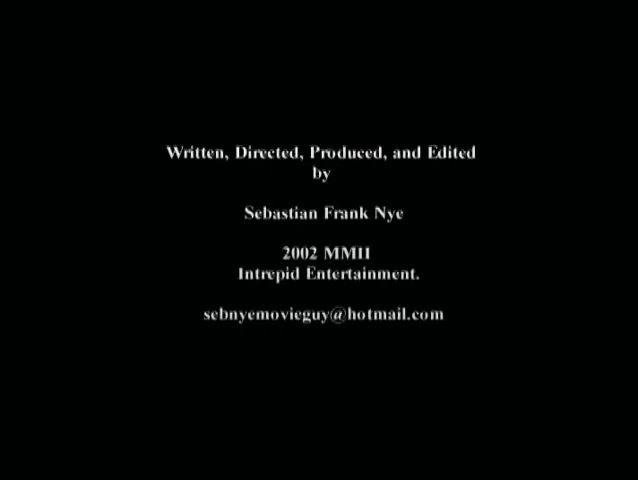 Written, Directed, Produced, and Edited
by
Sebastian Frank Nye
2002 MMII
Intrepid Entertainment.
sebnyemovieguy@hotmail.com